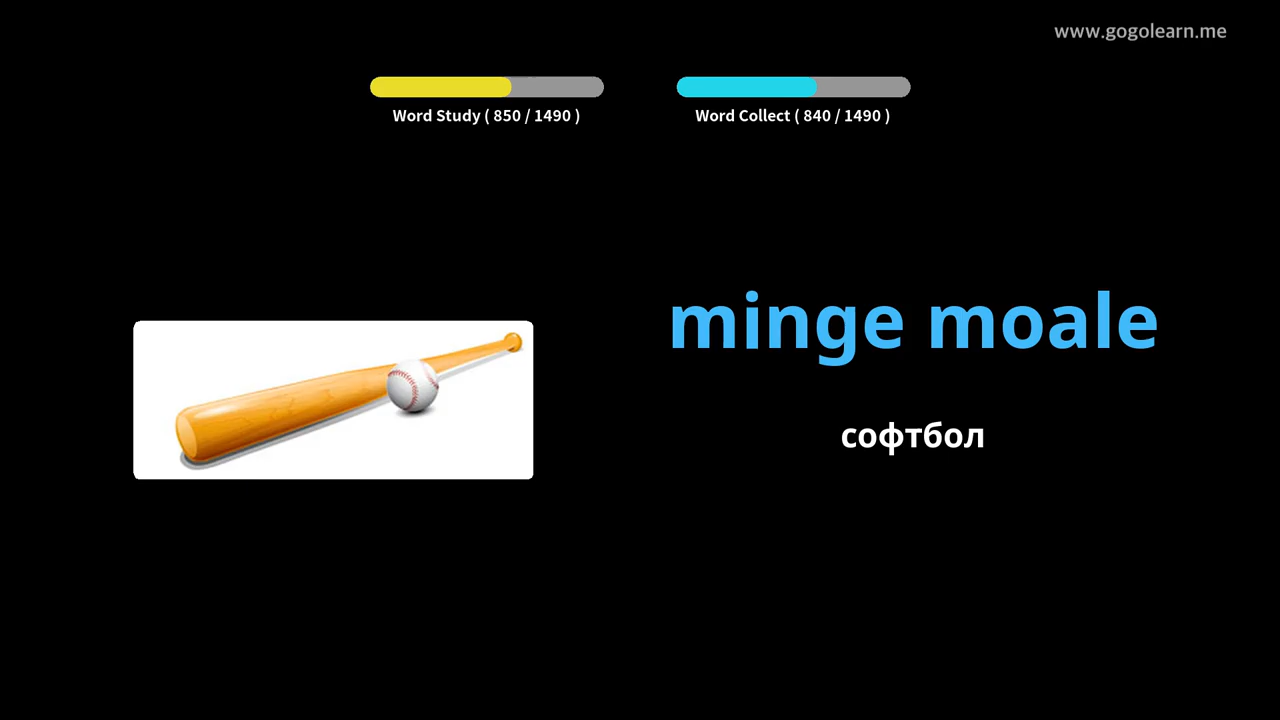 www.gogolearn.me
Word Study ( 850 / 1490 )
Word Collect ( 840 / 1490 )
minge moale
софтбол